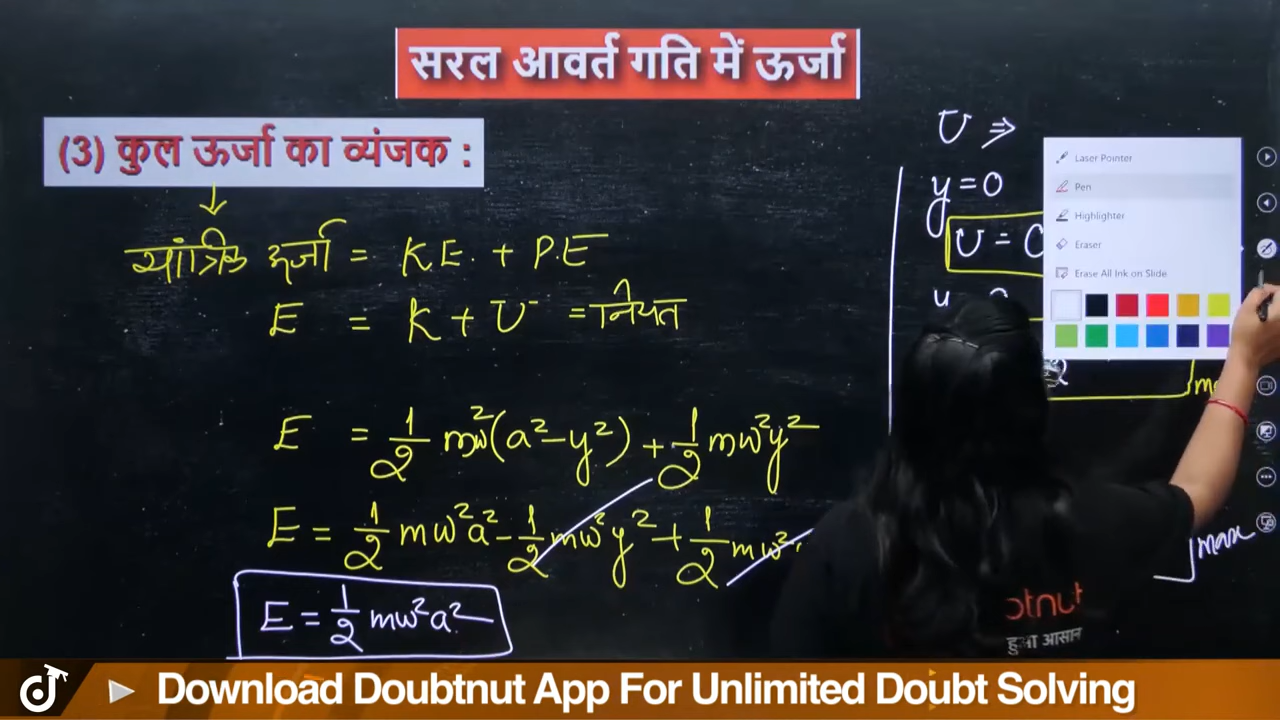 सरल आवर्त गति में ऊर्जा
(3) कुल ऊर्जा का व्यंजक :
यांत्रिक ऊर्जा = K.E. + P.E
E = K + U = नियत
E = 1/2 mω²(a²-y²) + 1/2 mω²y²
E = 1/2 mω²a² - 1/2 mω²y² + 1/2 mω²
E = 1/2 mω²a²
U ⇒
y = 0
U =
Laser Pointer
Pen
Highlighter
Eraser
Erase All Ink on Slide
max
otnut
हुआ आसान
Download Doubtnut App For Unlimited Doubt Solving